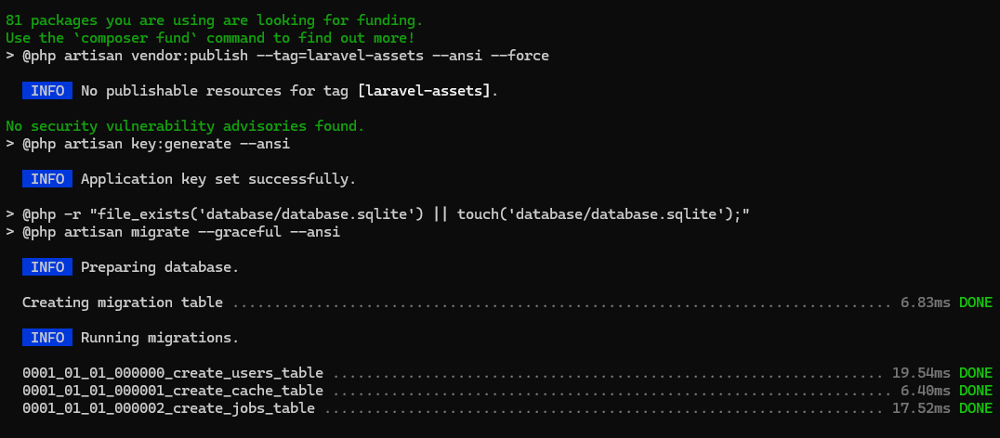 81 packages you are using are looking for funding.
Use the `composer fund` command to find out more!
> @php artisan vendor:publish --tag=laravel-assets --ansi --force
INFO No publishable resources for tag [laravel-assets].
No security vulnerability advisories found.
> @php artisan key:generate --ansi
INFO Application key set successfully.
> @php -r "file_exists('database/database.sqlite') || touch('database/database.sqlite');"
> @php artisan migrate --graceful --ansi
INFO Preparing database.
Creating migration table ............................................................................... 6.83ms DONE
INFO Running migrations.
0001_01_01_000000_create_users_table .................................................................. 19.54ms DONE
0001_01_01_000001_create_cache_table ................................................................... 6.40ms DONE
0001_01_01_000002_create_jobs_table ................................................................... 17.52ms DONE